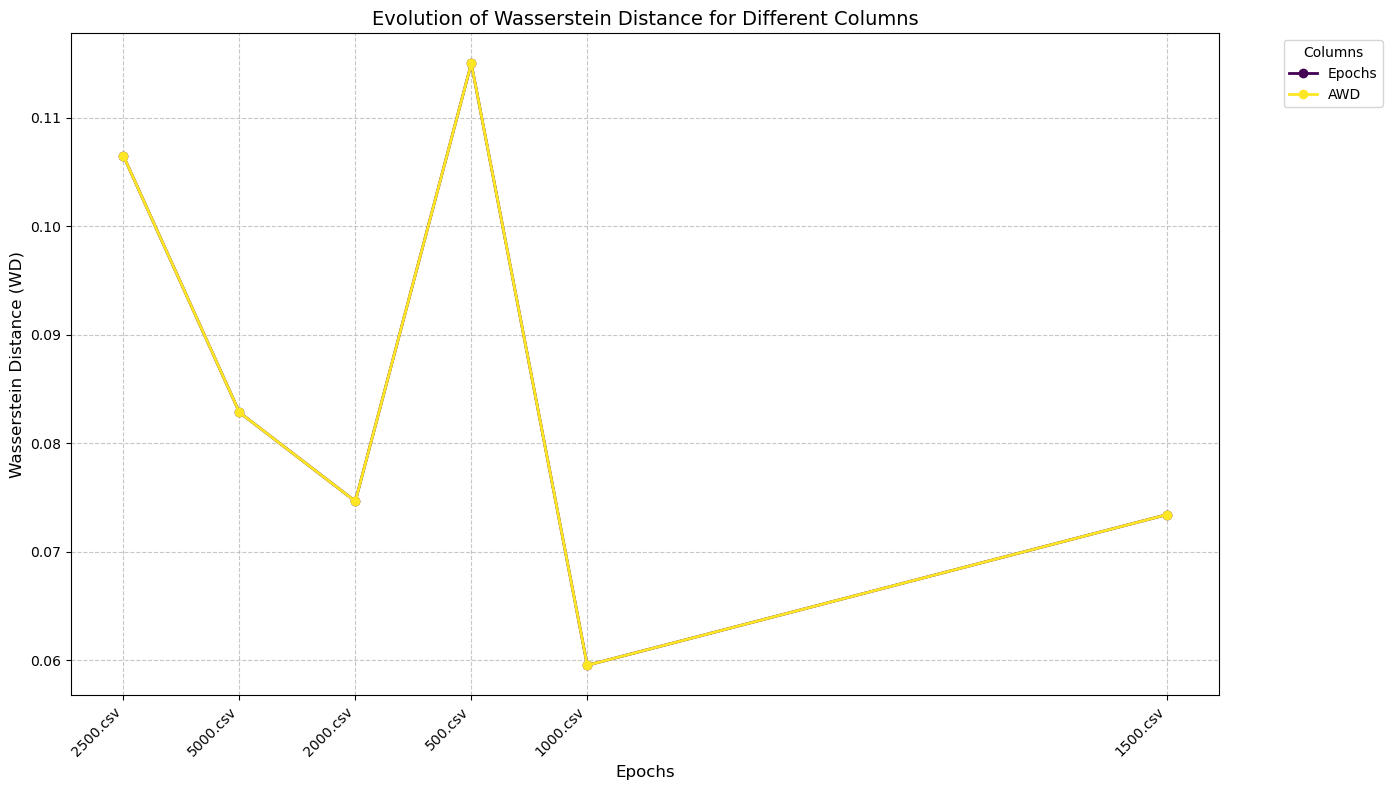 Evolution of Wasserstein Distance for Different Columns
Columns
Epochs
AWD
Wasserstein Distance (WD)
0.11
0.10
0.09
0.08
0.07
0.06
2500.csv
5000.csv
2000.csv
500.csv
1000.csv
1500.csv
Epochs